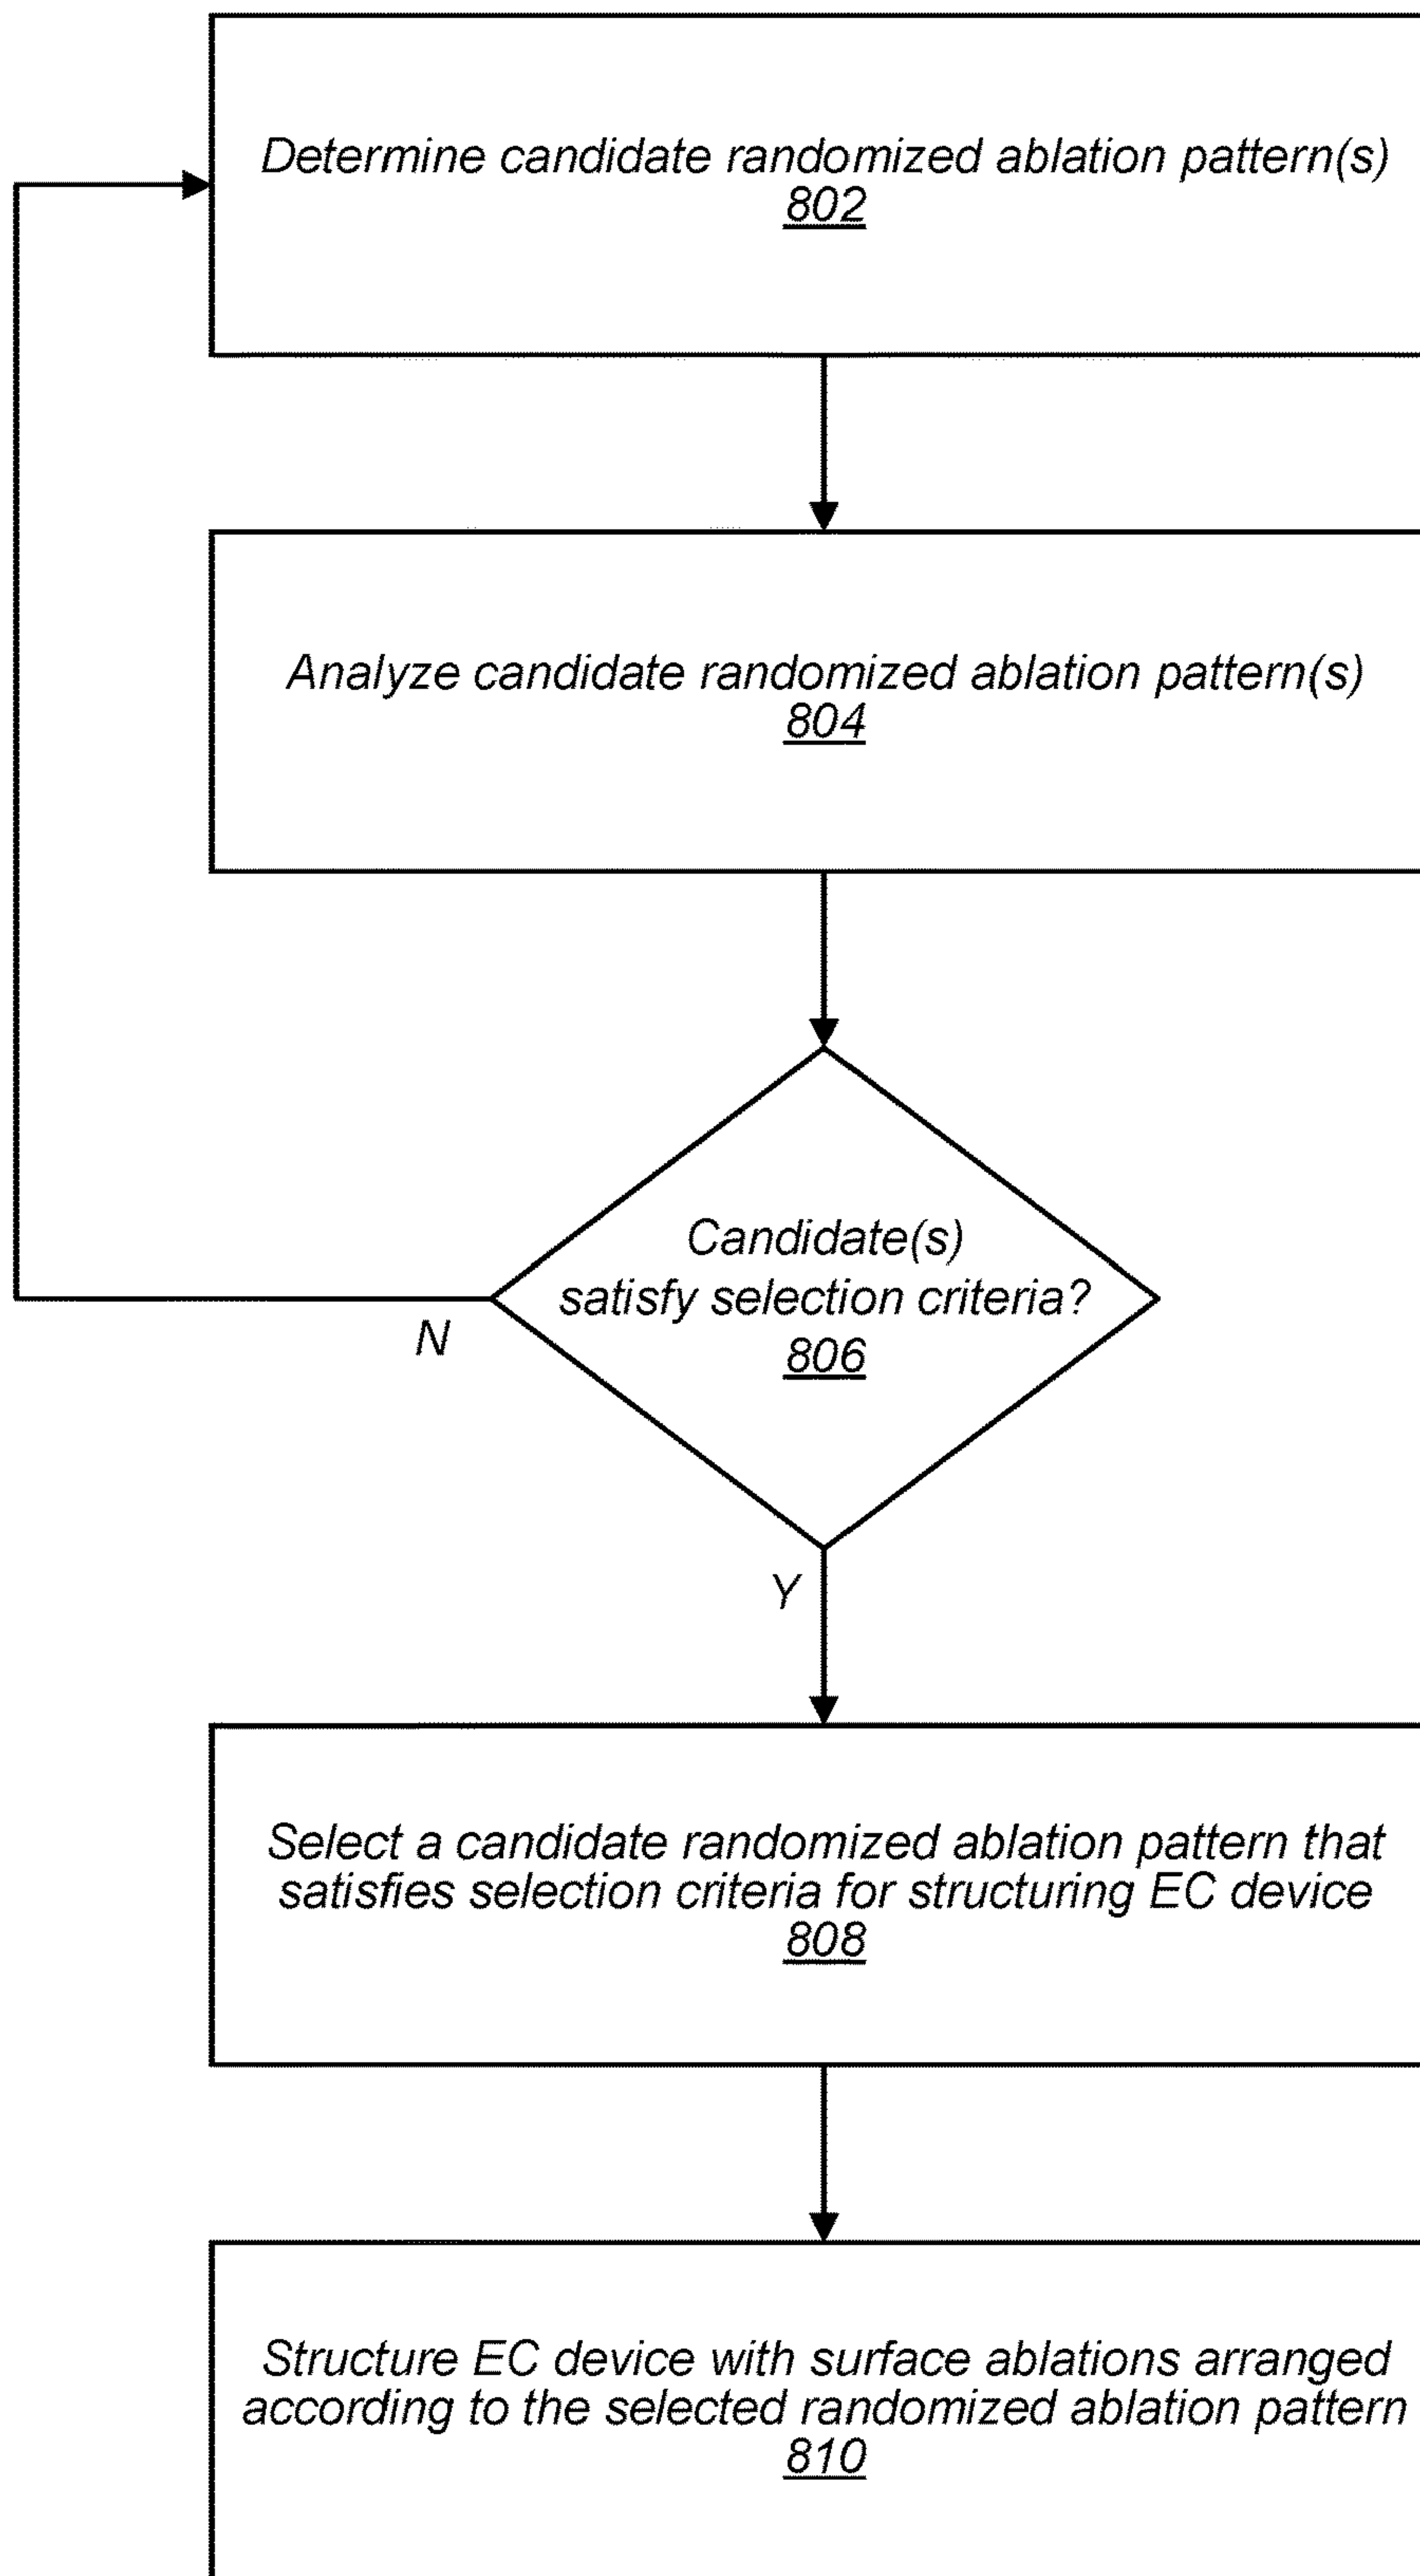 Determine candidate randomized ablation pattern(s)
802
Analyze candidate randomized ablation pattern(s)
804
Candidate(s)
satisfy selection criteria?
806
N
Y
Select a candidate randomized ablation pattern that
satisfies selection criteria for structuring EC device
808
Structure EC device with surface ablations arranged
according to the selected randomized ablation pattern
810